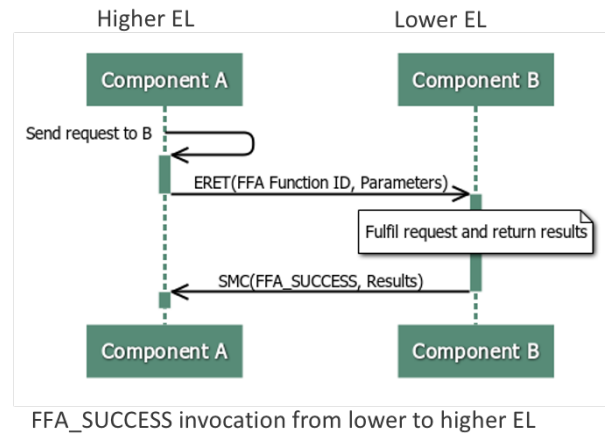 Higher EL
Lower EL
Component A
Component B
Send request to B
ERET(FFA Function ID, Parameters)
Fulfil request and return results
SMC(FFA_SUCCESS, Results)
Component A
Component B
FFA_SUCCESS invocation from lower to higher EL